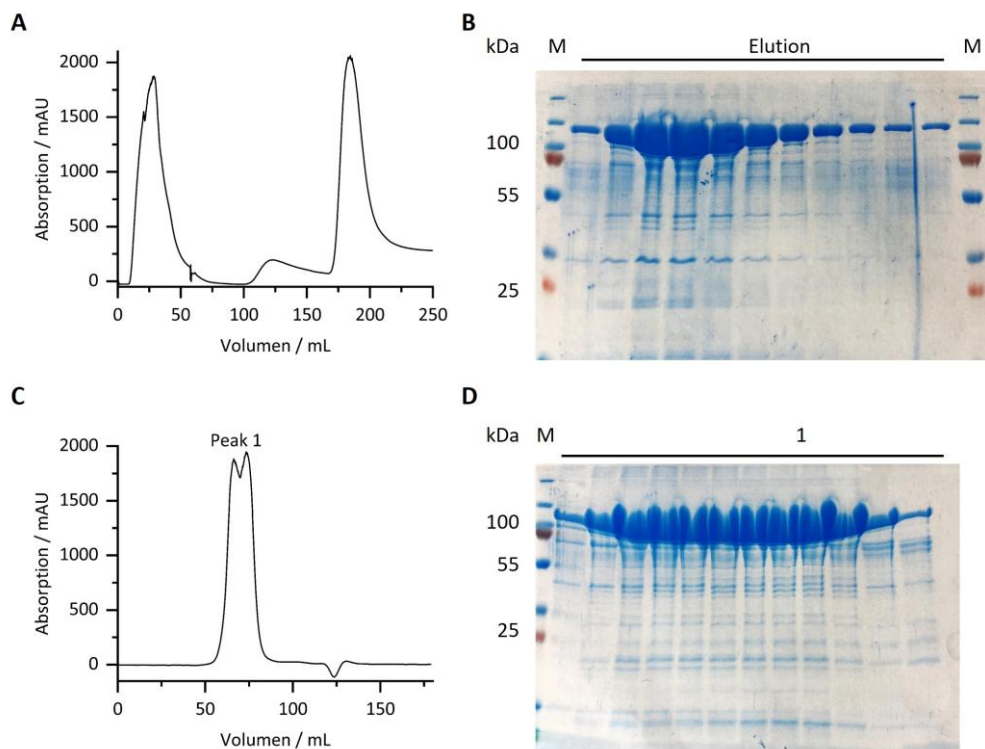 A
Absorption / mAU
2000
1500
1000
500
0
0 50 100 150 200 250
Volumen / mL
B
kDa M Elution M
100
55
25
C
Peak 1
Absorption / mAU
2000
1500
1000
500
0
0 50 100 150
Volumen / mL
D
kDa M 1
100
55
25